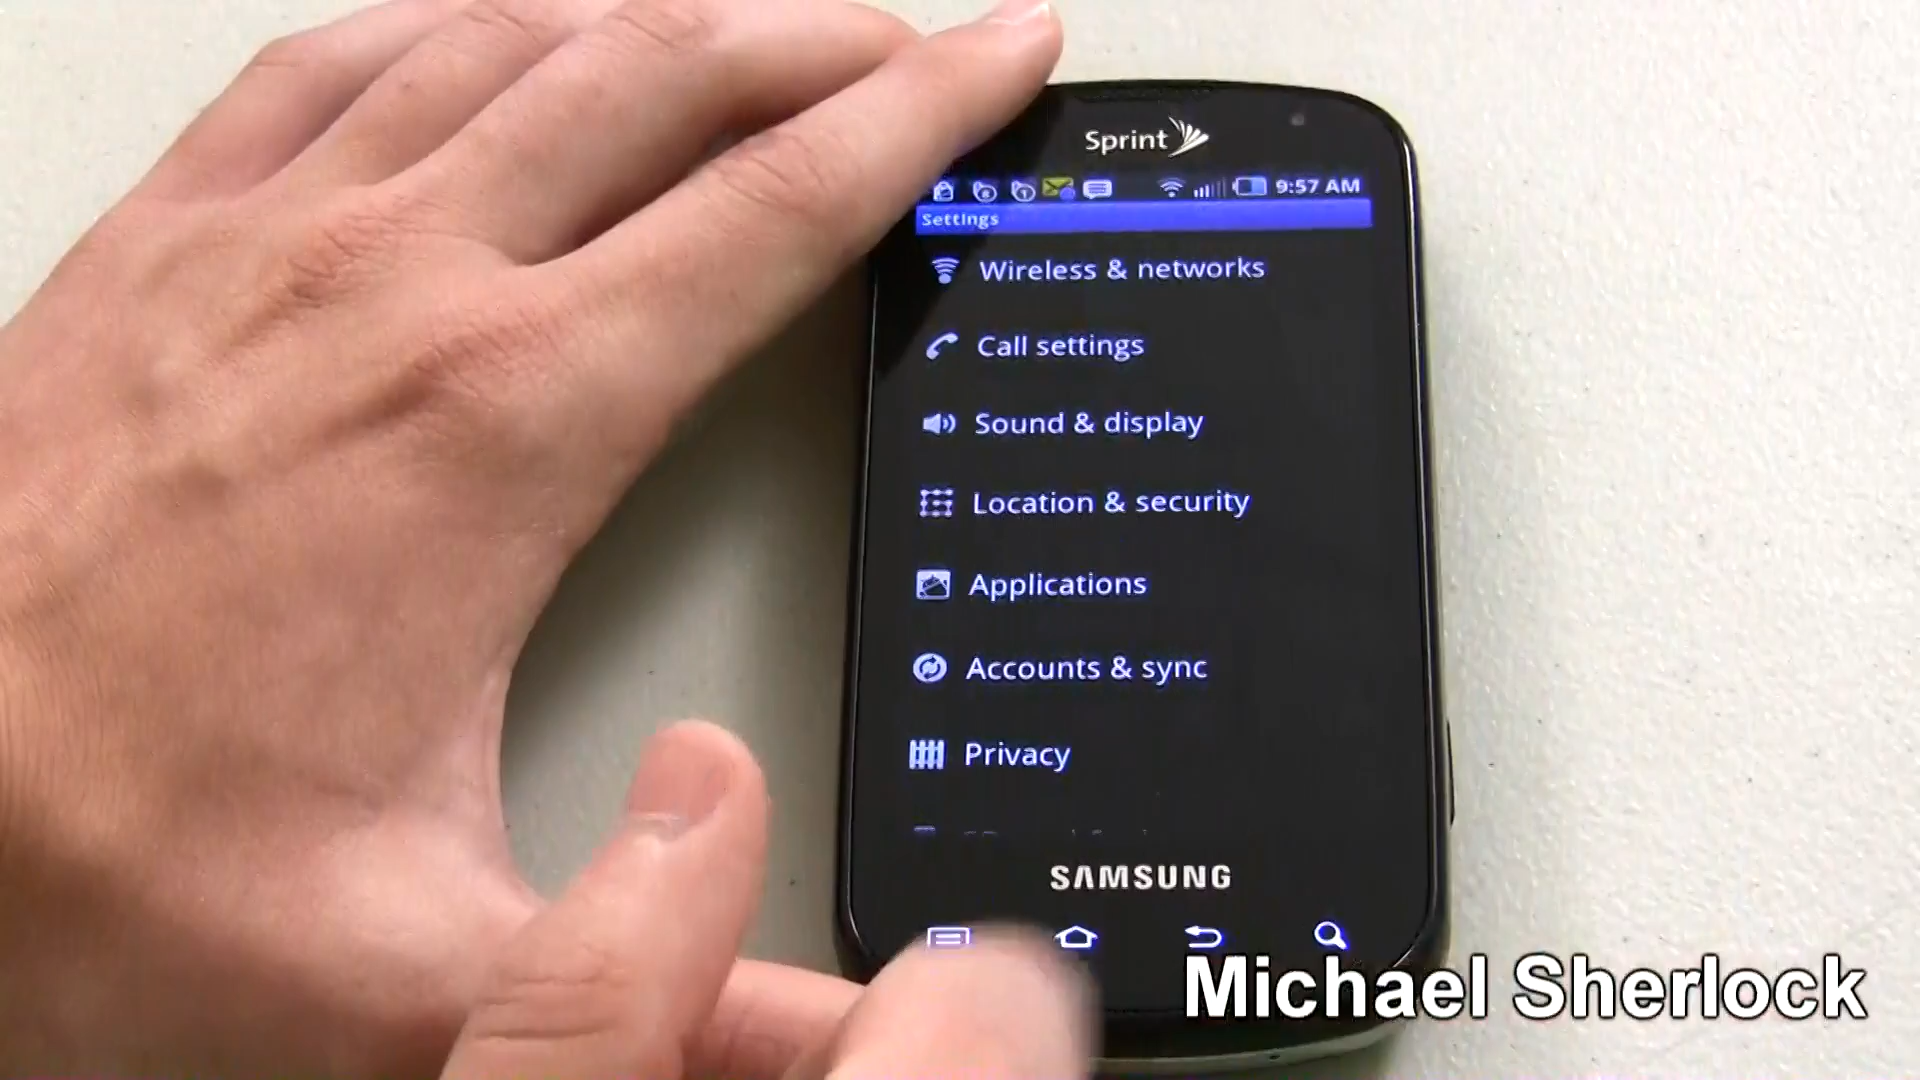 Sprint
9:57 AM
Settings
Wireless & networks
Call settings
Sound & display
Location & security
Applications
Accounts & sync
Privacy
SAMSUNG
Michael Sherlock